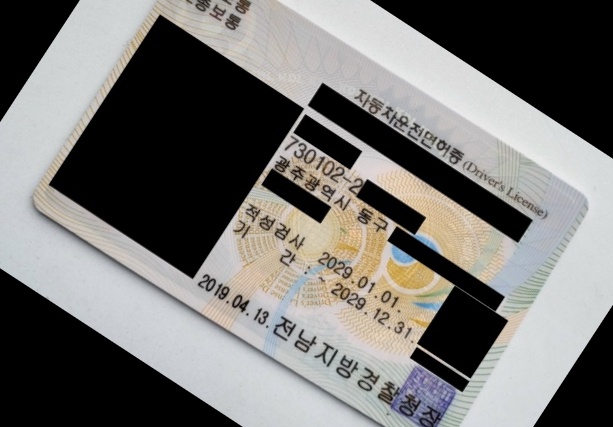 보통
자동차운전면허증 (Driver's License)
730102-2
광주광역시 동구
적성검사 2029.01.01.
기 간 : ~ 2029.12.31.
2019.04.13. 전남지방경찰청장